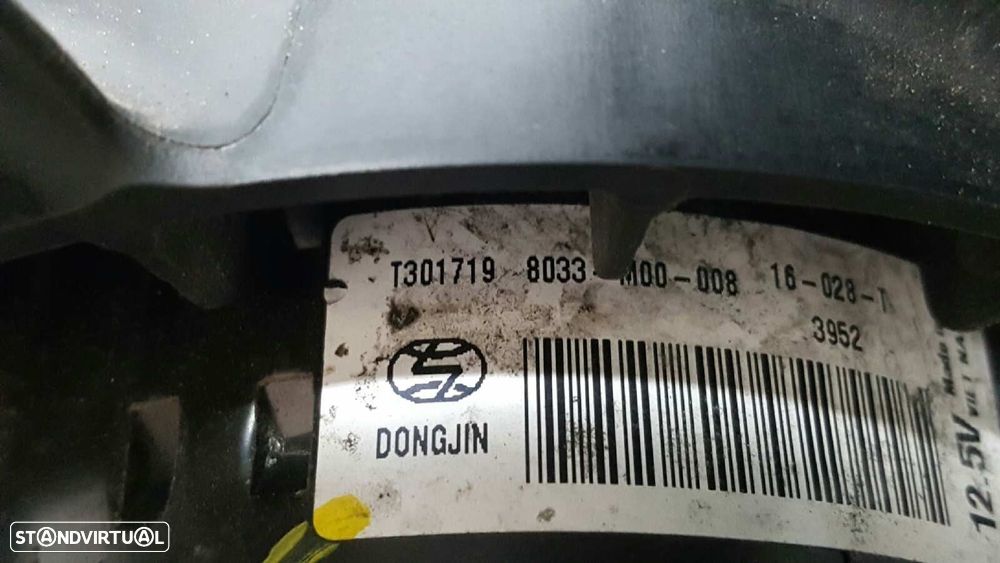 T301719 8033 M00-008 16-028-T
3952
DONGJIN
12.5V
STANDVIRTUAL